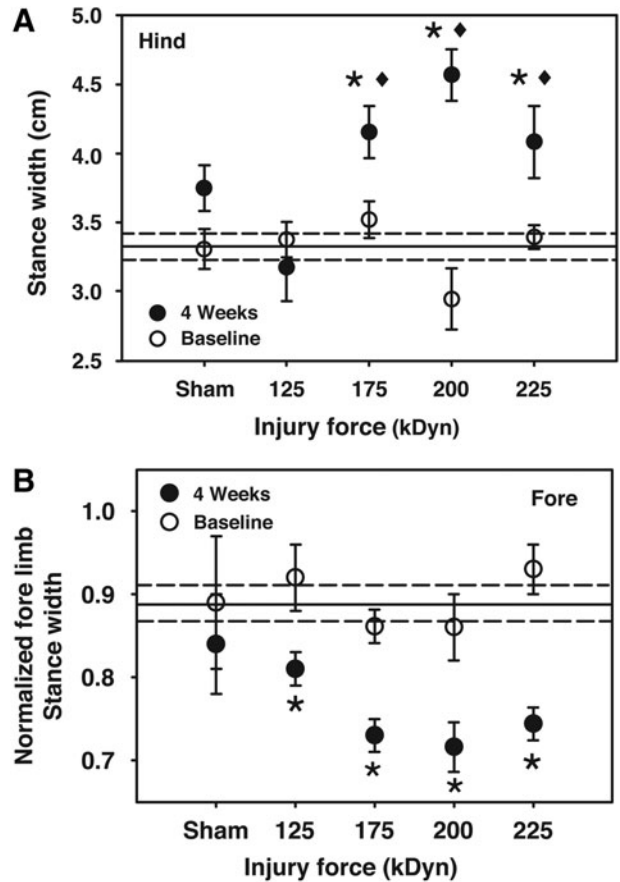 A
Hind
5.0
4.5
4.0
3.5
3.0
2.5
Stance width (cm)
* ♦
* ♦
* ♦
4 Weeks
Baseline
Sham 125 175 200 225
Injury force (kDyn)
B
4 Weeks
Baseline
Fore
1.0
0.9
0.8
0.7
Normalized fore limb
Stance width
*
*
*
*
Sham 125 175 200 225
Injury force (kDyn)